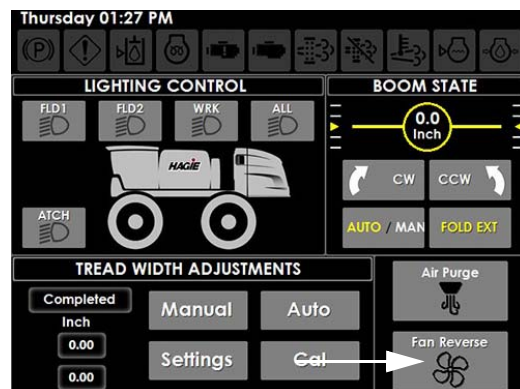 Thursday 01:27 PM
LIGHTING CONTROL
FLD1
FLD2
WRK
ALL
HAGIE
ATCH
BOOM STATE
0.0
Inch
CW
CCW
AUTO / MAN
FOLD EXT
TREAD WIDTH ADJUSTMENTS
Completed
Inch
0.00
0.00
Manual
Auto
Settings
Cal
Air Purge
Fan Reverse